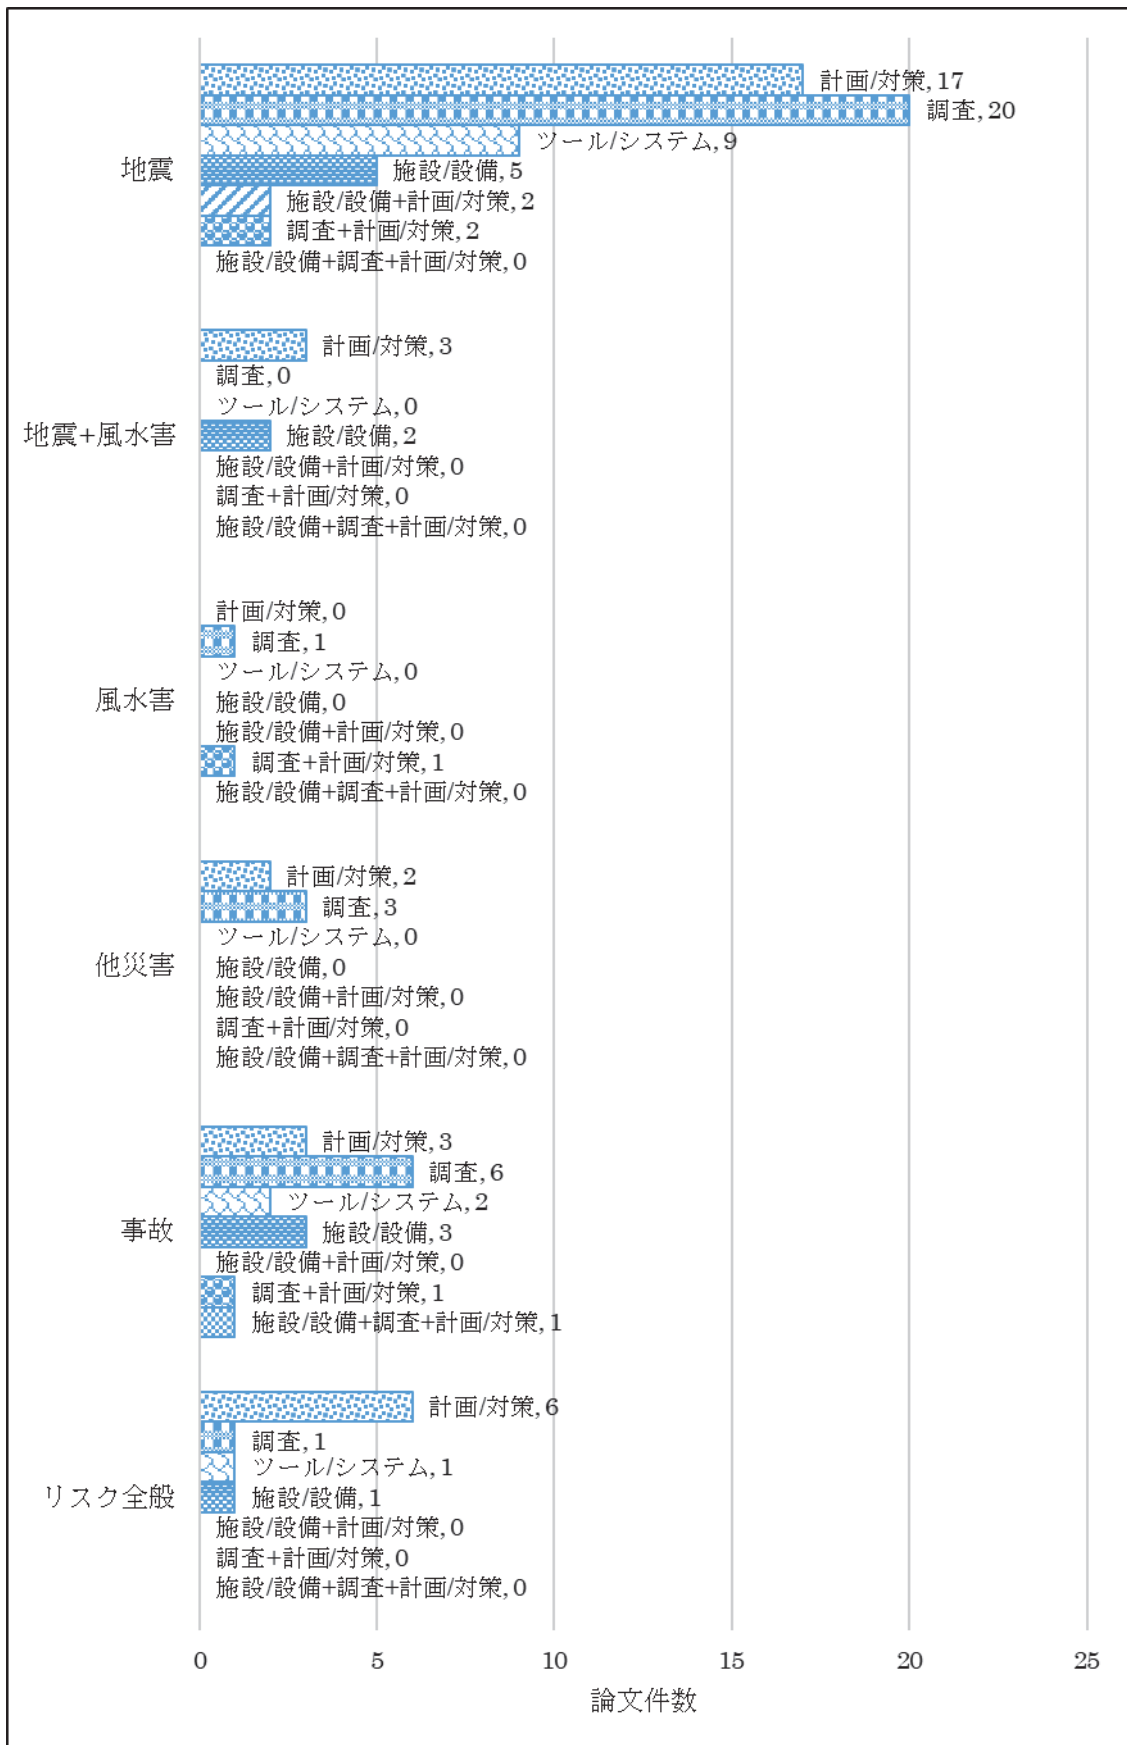 計画/対策, 17
調査, 20
ツール/システム, 9
地震
施設/設備, 5
施設/設備+計画/対策, 2
調査+計画/対策, 2
施設/設備+調査+計画/対策, 0
計画/対策, 3
調査, 0
ツール/システム, 0
地震+風水害
施設/設備, 2
施設/設備+計画/対策, 0
調査+計画/対策, 0
施設/設備+調査+計画/対策, 0
計画/対策, 0
調査, 1
ツール/システム, 0
風水害
施設/設備, 0
施設/設備+計画/対策, 0
調査+計画/対策, 1
施設/設備+調査+計画/対策, 0
計画/対策, 2
調査, 3
ツール/システム, 0
他災害
施設/設備, 0
施設/設備+計画/対策, 0
調査+計画/対策, 0
施設/設備+調査+計画/対策, 0
計画/対策, 3
調査, 6
ツール/システム, 2
事故
施設/設備, 3
施設/設備+計画/対策, 0
調査+計画/対策, 1
施設/設備+調査+計画/対策, 1
計画/対策, 6
調査, 1
ツール/システム, 1
リスク全般
施設/設備, 1
施設/設備+計画/対策, 0
調査+計画/対策, 0
施設/設備+調査+計画/対策, 0
0 5 10 15 20 25
論文件数